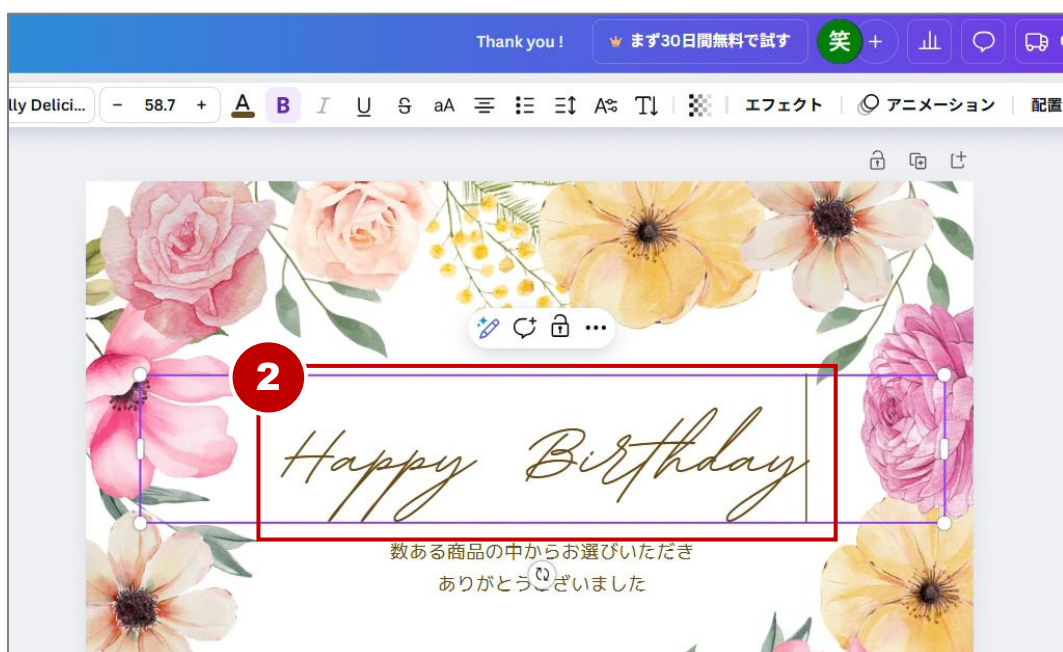 Thank you !
まず30日間無料で試す
笑
lly Delici...
58.7
A
B
I
U
S
aA
エフェクト
アニメーション
配置
2
Happy Birthday
数ある商品の中からお選びいただき
ありがとうございました